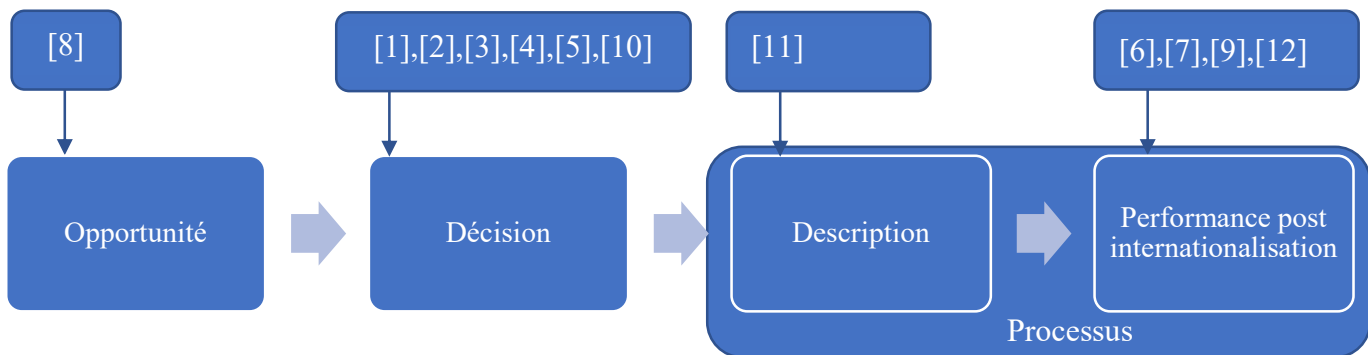 [8]
[1],[2],[3],[4],[5],[10]
[11]
[6],[7],[9],[12]
Opportunité
Décision
Description
Performance post
internationalisation
Processus